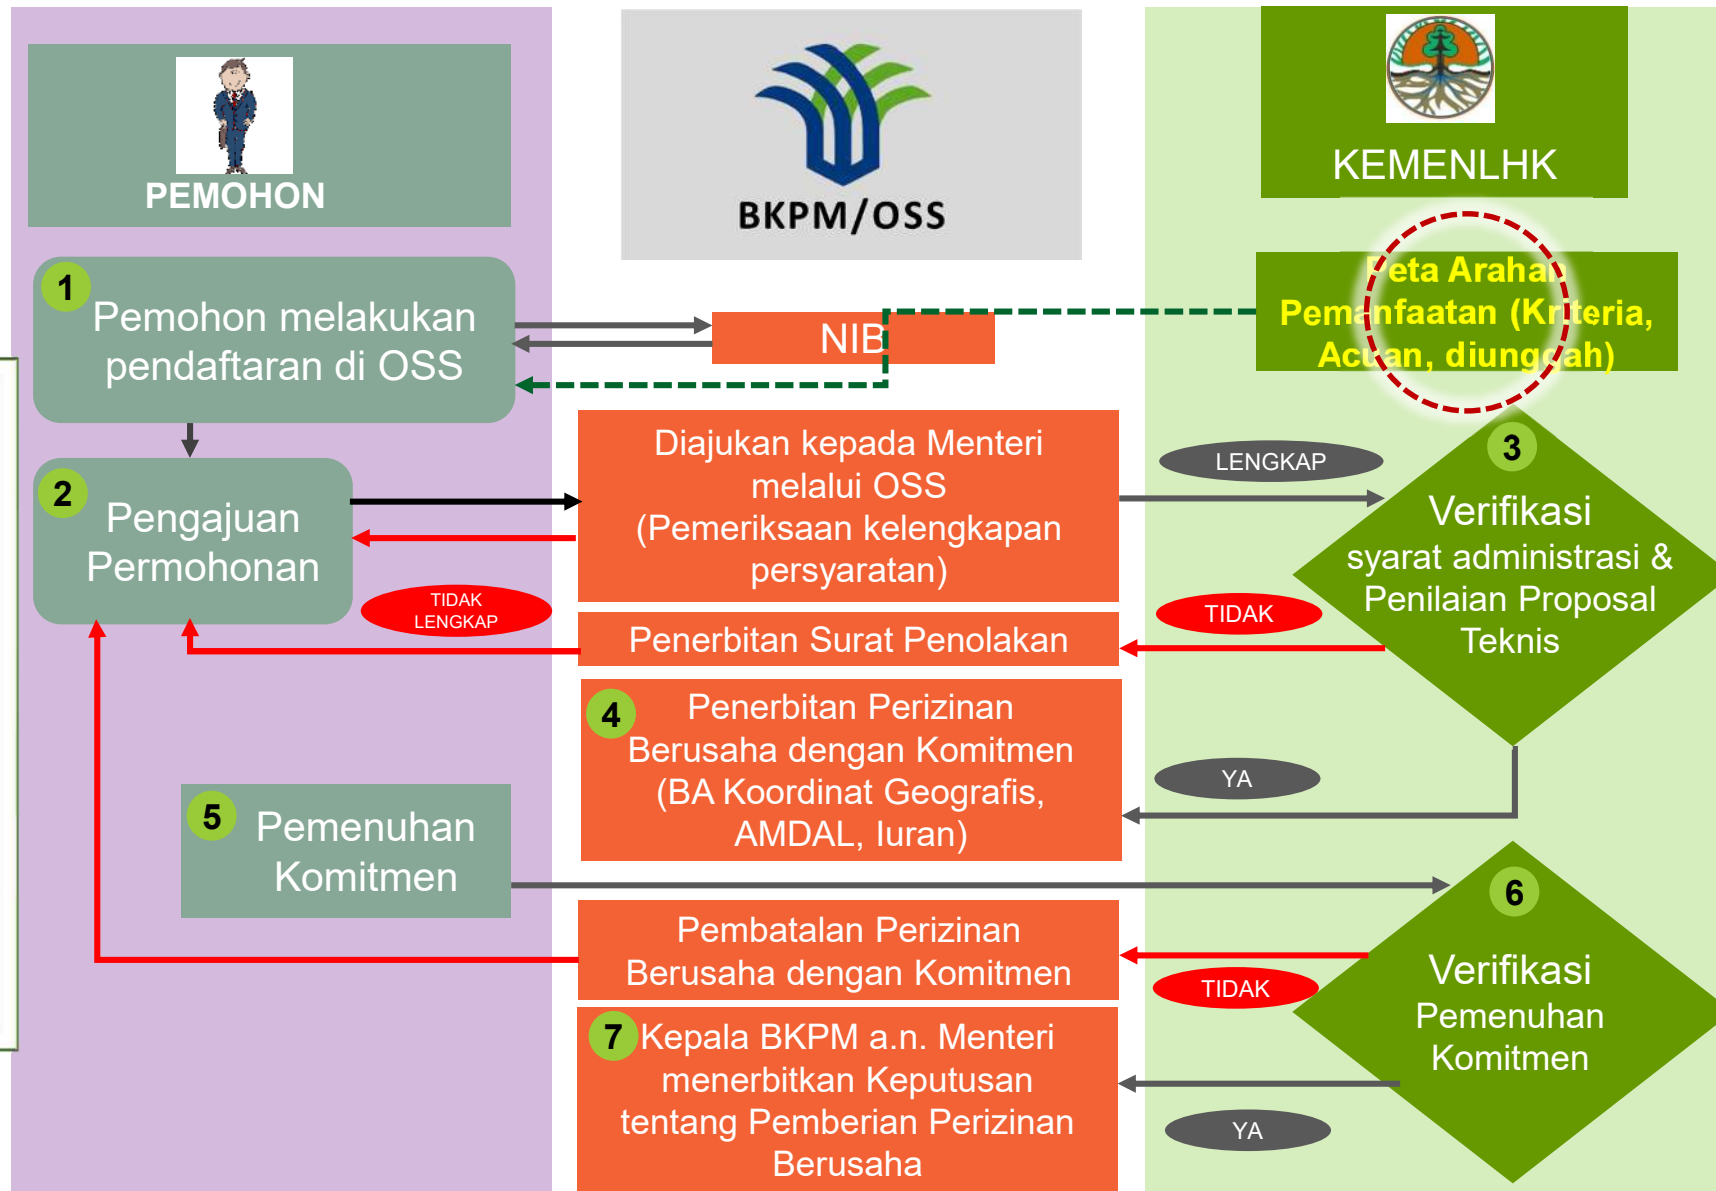 PEMOHON
BKPM/OSS
KEMENLHK
Peta Arahan
Pemanfaatan (Kriteria,
Acuan, diunggah)
1
Pemohon melakukan
pendaftaran di OSS
NIB
2
Pengajuan
Permohonan
Diajukan kepada Menteri
melalui OSS
(Pemeriksaan kelengkapan
persyaratan)
LENGKAP
3
Verifikasi
syarat administrasi &
Penilaian Proposal
Teknis
TIDAK
LENGKAP
Penerbitan Surat Penolakan
TIDAK
4
Penerbitan Perizinan
Berusaha dengan Komitmen
(BA Koordinat Geografis,
AMDAL, Iuran)
YA
5
Pemenuhan
Komitmen
6
Verifikasi
Pemenuhan
Komitmen
Pembatalan Perizinan
Berusaha dengan Komitmen
TIDAK
7
Kepala BKPM a.n. Menteri
menerbitkan Keputusan
tentang Pemberian Perizinan
Berusaha
YA